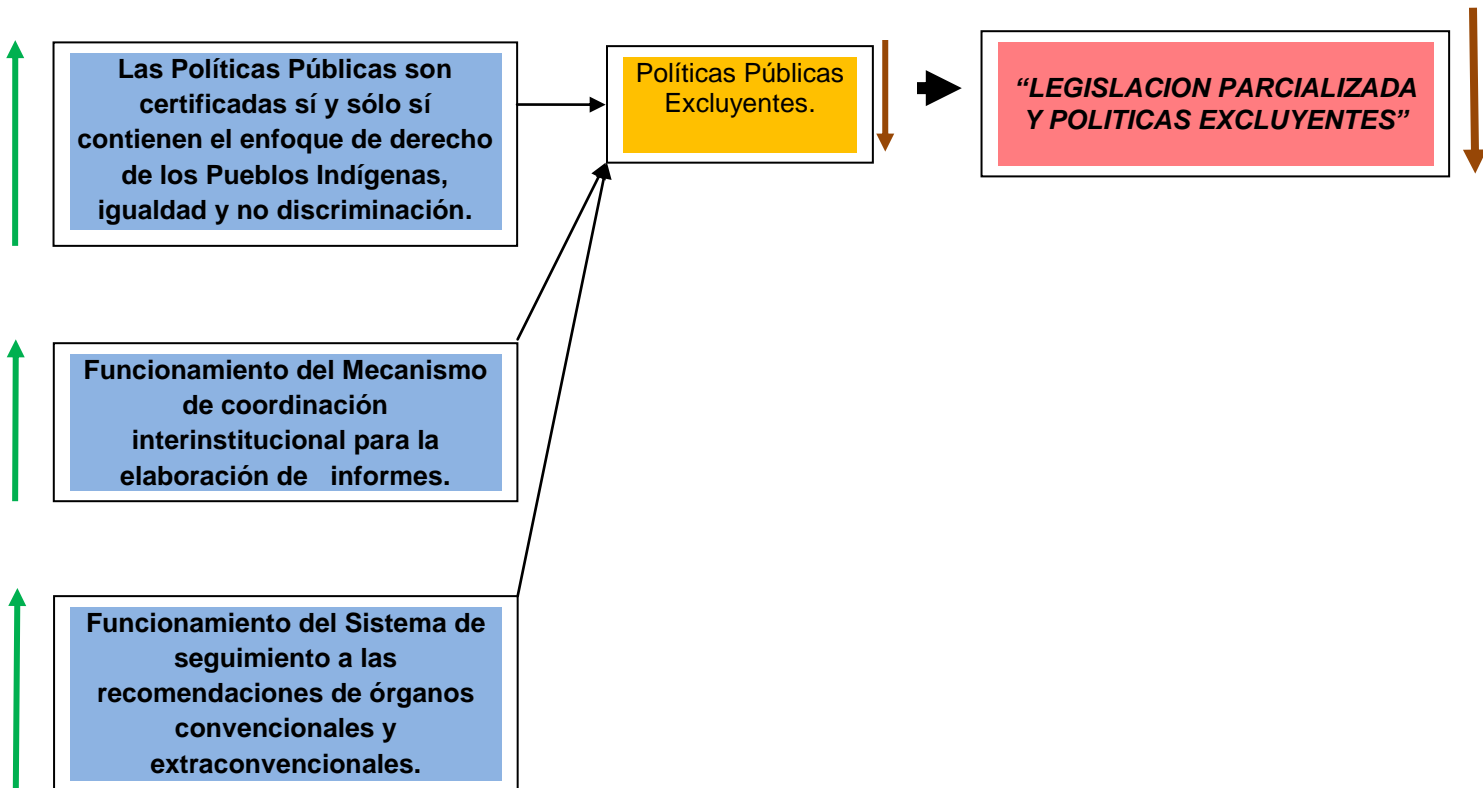 Las Políticas Públicas son
certificadas sí y sólo sí
contienen el enfoque de derecho
de los Pueblos Indígenas,
igualdad y no discriminación.
Políticas Públicas
Excluyentes.
“LEGISLACION PARCIALIZADA
Y POLITICAS EXCLUYENTES”
Funcionamiento del Mecanismo
de coordinación
interinstitucional para la
elaboración de informes.
Funcionamiento del Sistema de
seguimiento a las
recomendaciones de órganos
convencionales y
extraconvencionales.